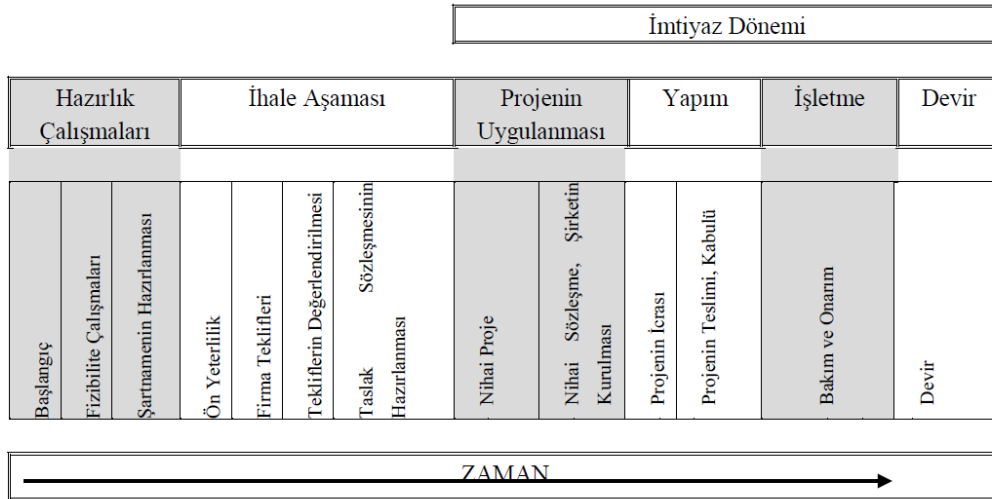 İmtiyaz Dönemi
Hazırlık
Çalışmaları
İhale Aşaması
Projenin
Uygulanması
Yapım
İşletme
Devir
Başlangıç
Fizibilite Çalışmaları
Şartnamenin Hazırlanması
Ön Yeterlilik
Firma Teklifleri
Tekliflerin Değerlendirilmesi
Taslak Sözleşmesinin
Hazırlanması
Nihai Proje
Nihai Sözleşme, Şirketin
Kurulması
Projenin İcrası
Projenin Teslimi, Kabulü
Bakım ve Onarım
Devir
ZAMAN